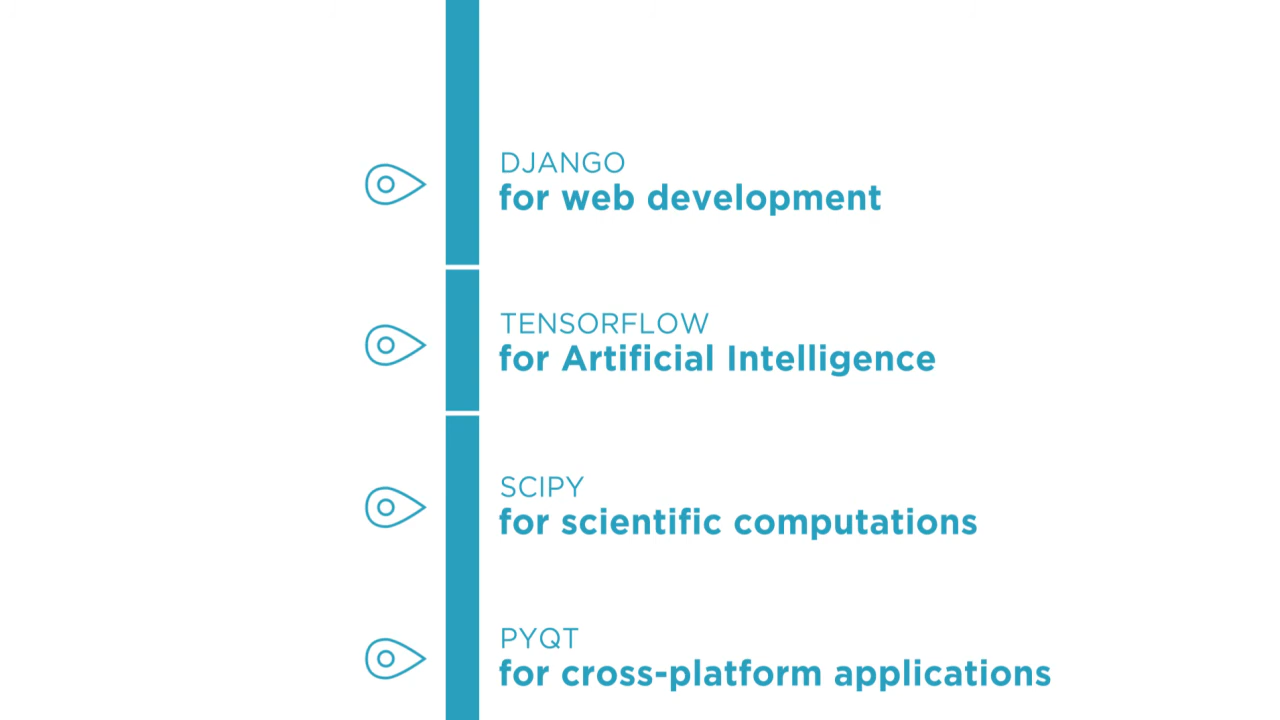 DJANGO
for web development
TENSORFLOW
for Artificial Intelligence
SCIPY
for scientific computations
PYQT
for cross-platform applications